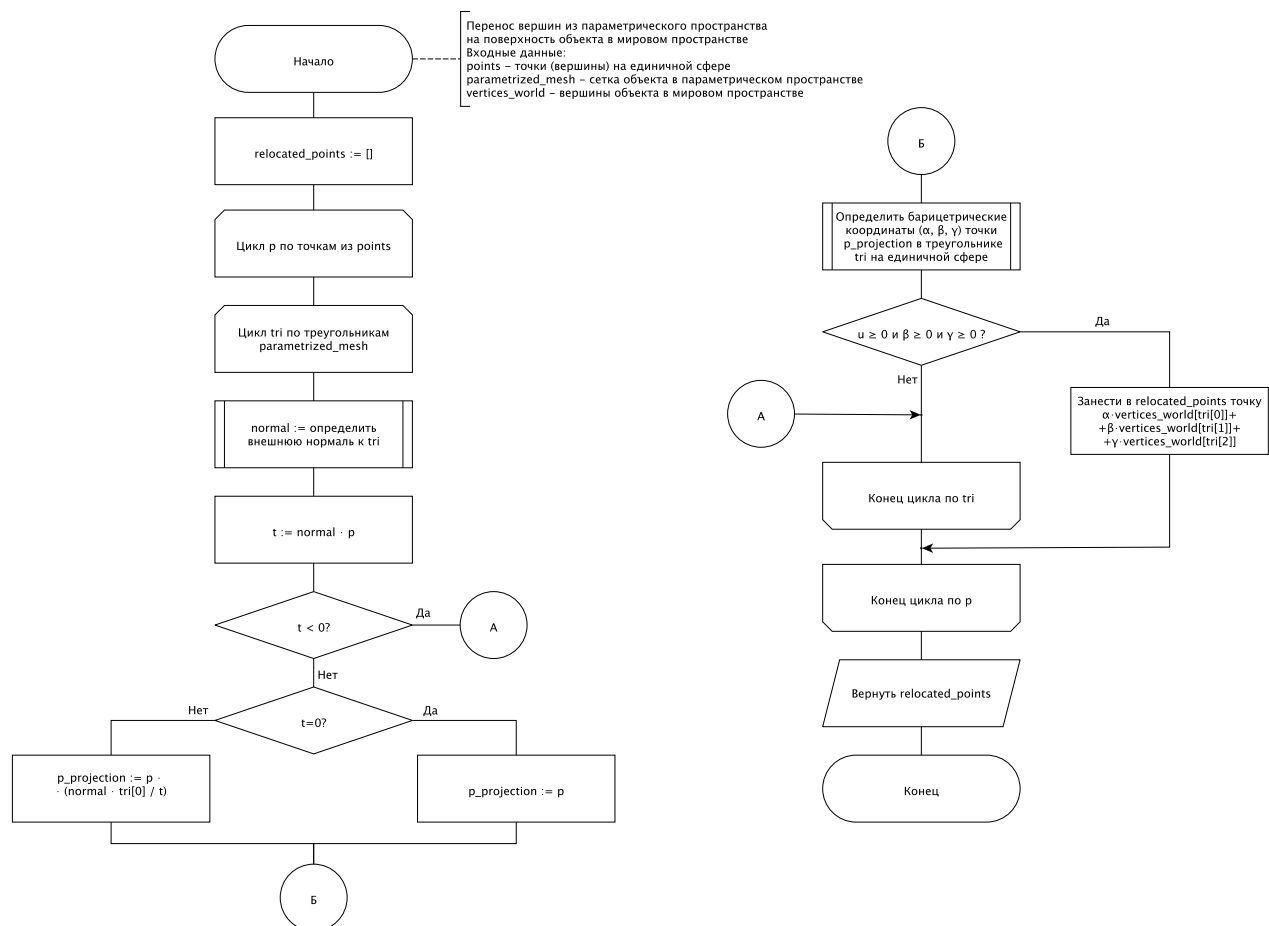 Начало
Перенос вершин из параметрического пространства
на поверхность объекта в мировом пространстве
Входные данные:
points – точки (вершины) на единичной сфере
parametrized_mesh – сетка объекта в параметрическом пространстве
vertices_world – вершины объекта в мировом пространстве
relocated_points := []
Цикл p по точкам из points
Цикл tri по треугольникам
parametrized_mesh
normal := определить
внешнюю нормаль к tri
t := normal · p
t < 0?
Да
А
Нет
t=0?
Нет
Да
p_projection := p ·
· (normal · tri[0] / t)
p_projection := p
Б
Б
Определить барицетрические
координаты (α, β, γ) точки
p_projection в треугольнике
tri на единичной сфере
u ≥ 0 и β ≥ 0 и γ ≥ 0 ?
Да
Нет
А
Занести в relocated_points точку
α·vertices_world[tri[0]]+
+β·vertices_world[tri[1]]+
+γ·vertices_world[tri[2]]
Конец цикла по tri
Конец цикла по p
Вернуть relocated_points
Конец